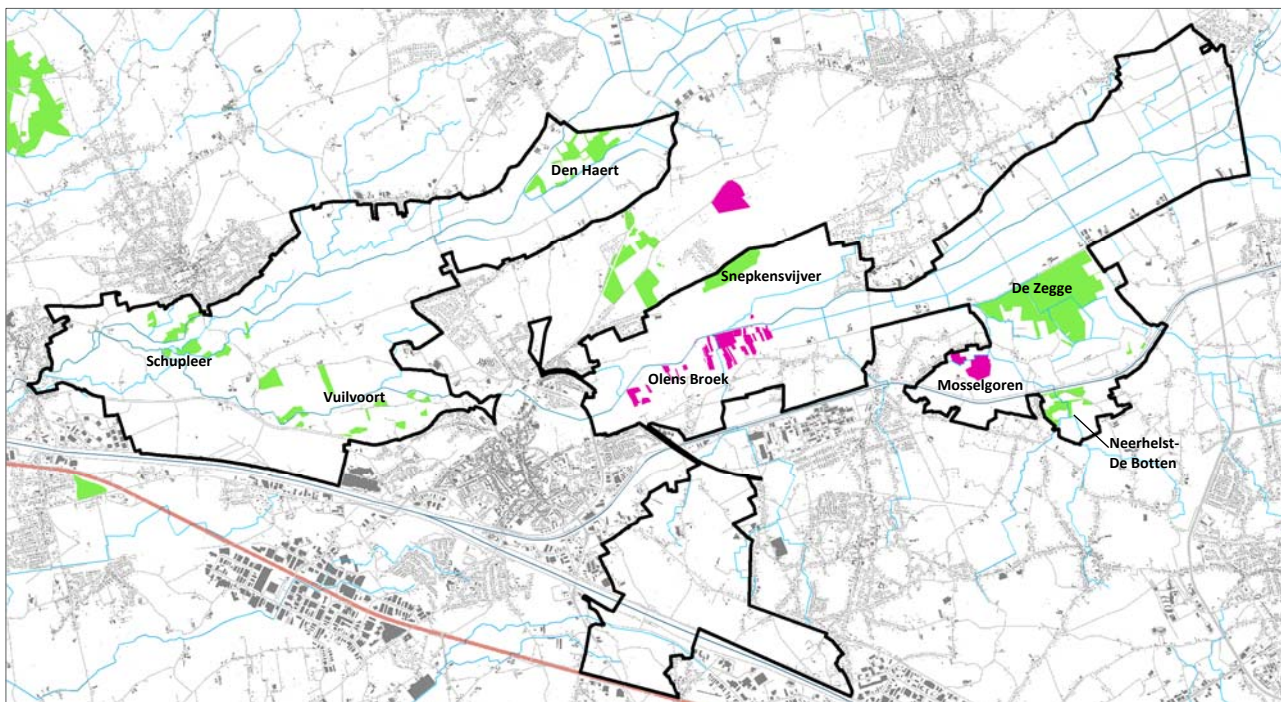 Den Haert
Snepkensvijver
De Zegge
Schupleer
Olens Broek
Mosselgoren
Vuilvoort
Neerhelst-
De Botten